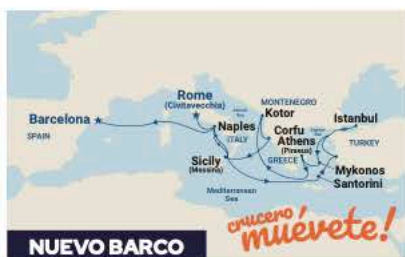 Rome
(Civitavecchia)
Barcelona
SPAIN
Naples
ITALY
MONTENEGRO
Kotor
Corfu
Athens
(Piraeus)
GREECE
Istanbul
TURKEY
Sicily
(Messina)
Mykonos
Santorini
Mediterranean
Sea
crucero
muévete!
NUEVO BARCO